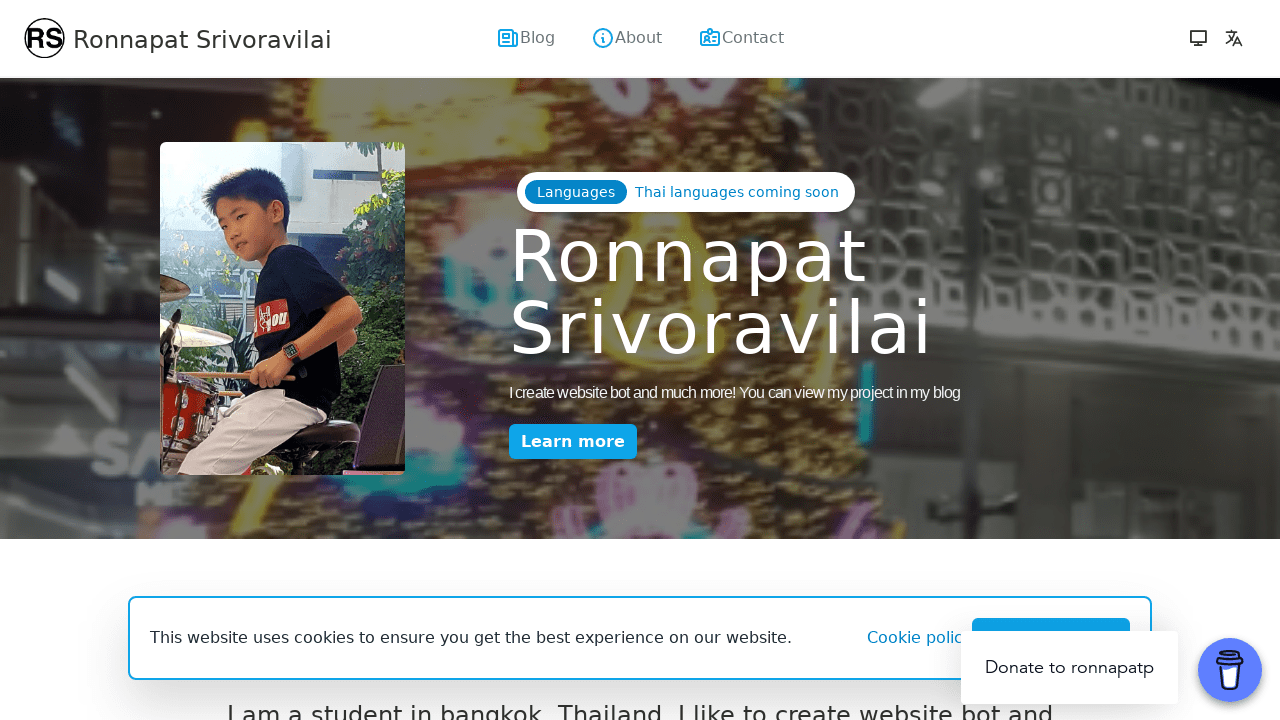 RS Ronnapat Srivoravilai
Blog
About
Contact
Languages Thai languages coming soon
Ronnapat
Srivoravilai
I create website bot and much more! You can view my project in my blog
Learn more
This website uses cookies to ensure you get the best experience on our website.
Cookie polic
Donate to ronnapatp
I am a student in bangkok, Thailand. I like to create website bot and